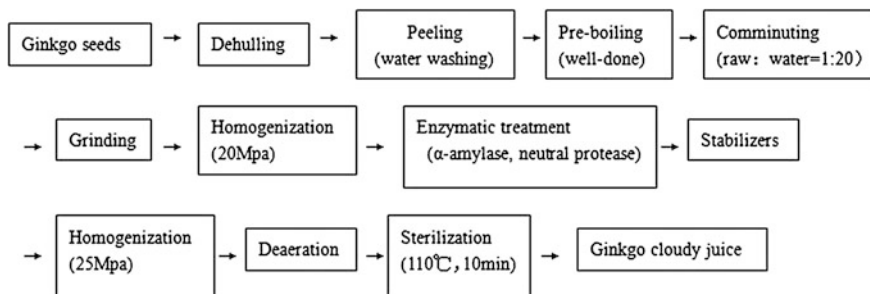 Ginkgo seeds
Dehulling
Peeling
(water washing)
Pre-boiling
(well-done)
Comminuting
(raw：water=1:20）
Grinding
Homogenization
(20Mpa)
Enzymatic treatment
(α-amylase, neutral protease)
Stabilizers
Homogenization
(25Mpa)
Deaeration
Sterilization
(110℃, 10min)
Ginkgo cloudy juice